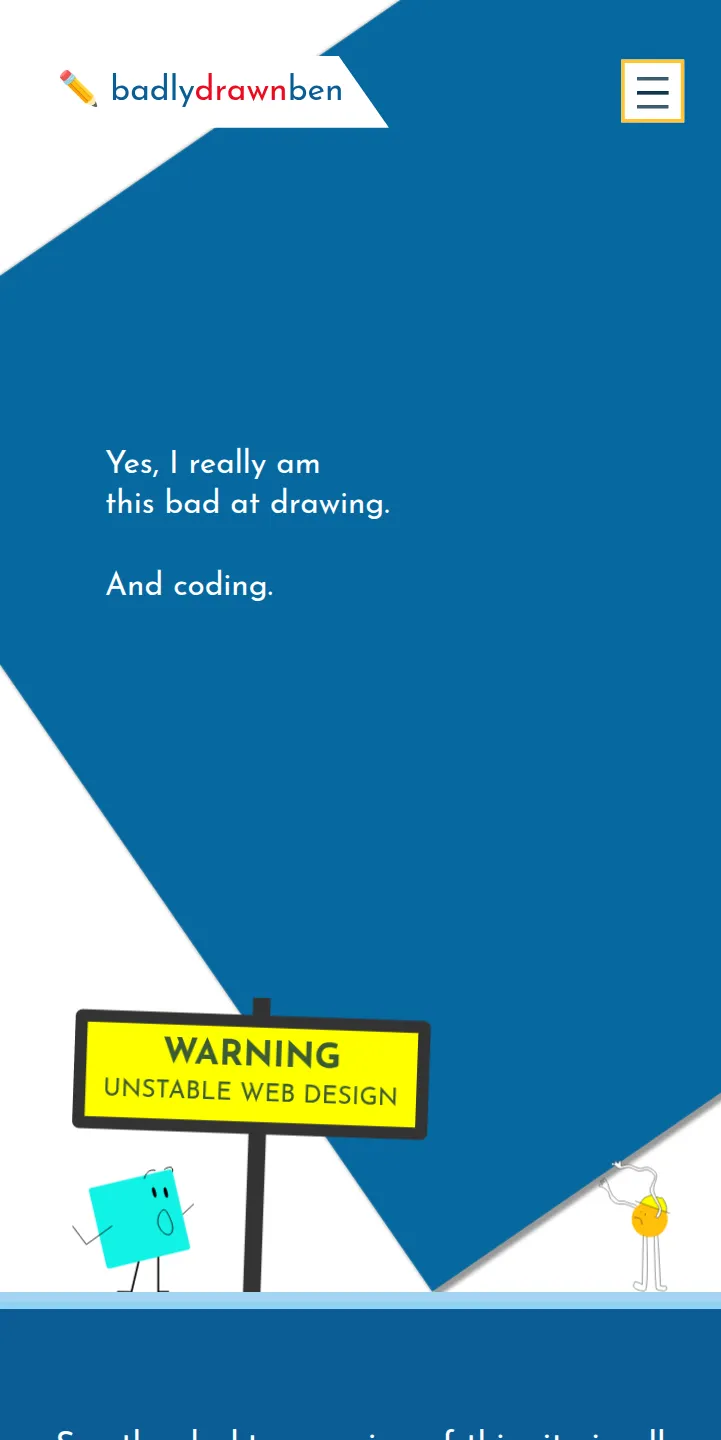 badlydrawnben
Yes, I really am
this bad at drawing.
And coding.
WARNING
UNSTABLE WEB DESIGN